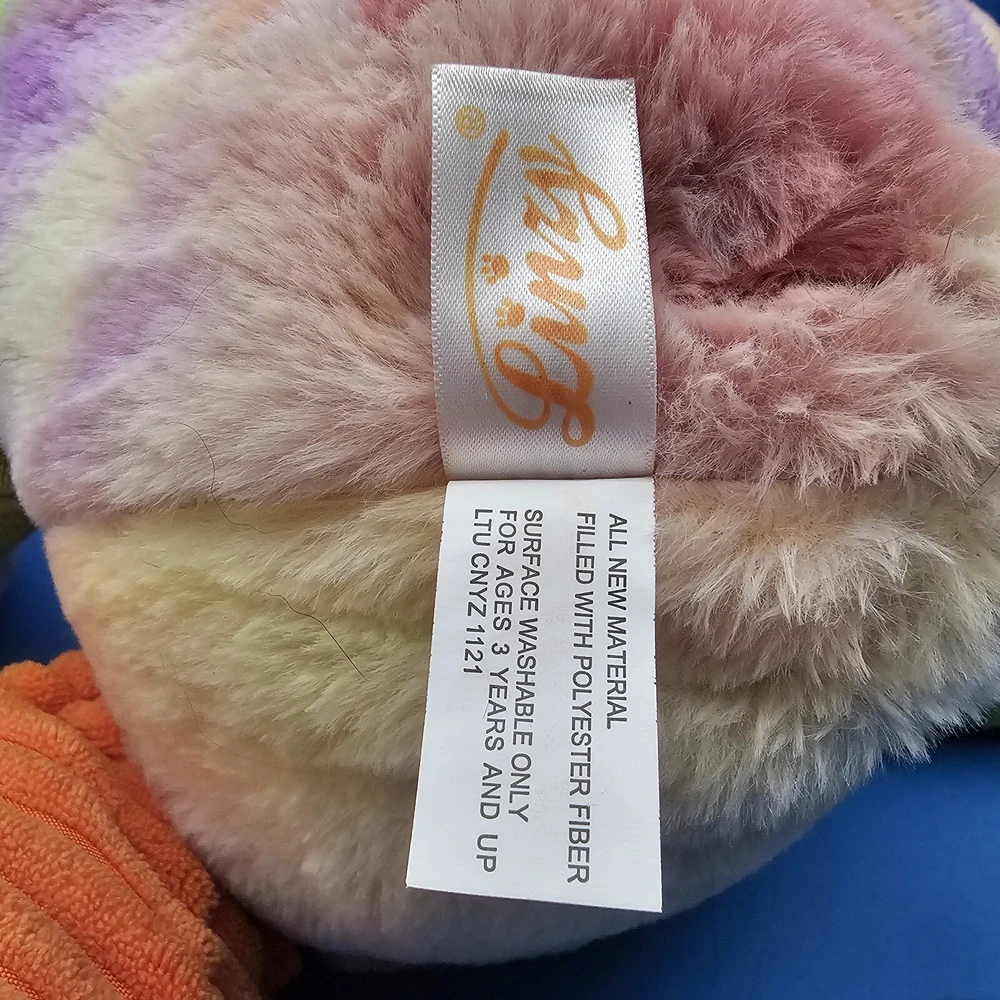 ALL NEW MATERIAL
FILLED WITH POLYESTER FIBER
SURFACE WASHABLE ONLY
FOR AGES 3 YEARS AND UP
LTU CNYZ 1121